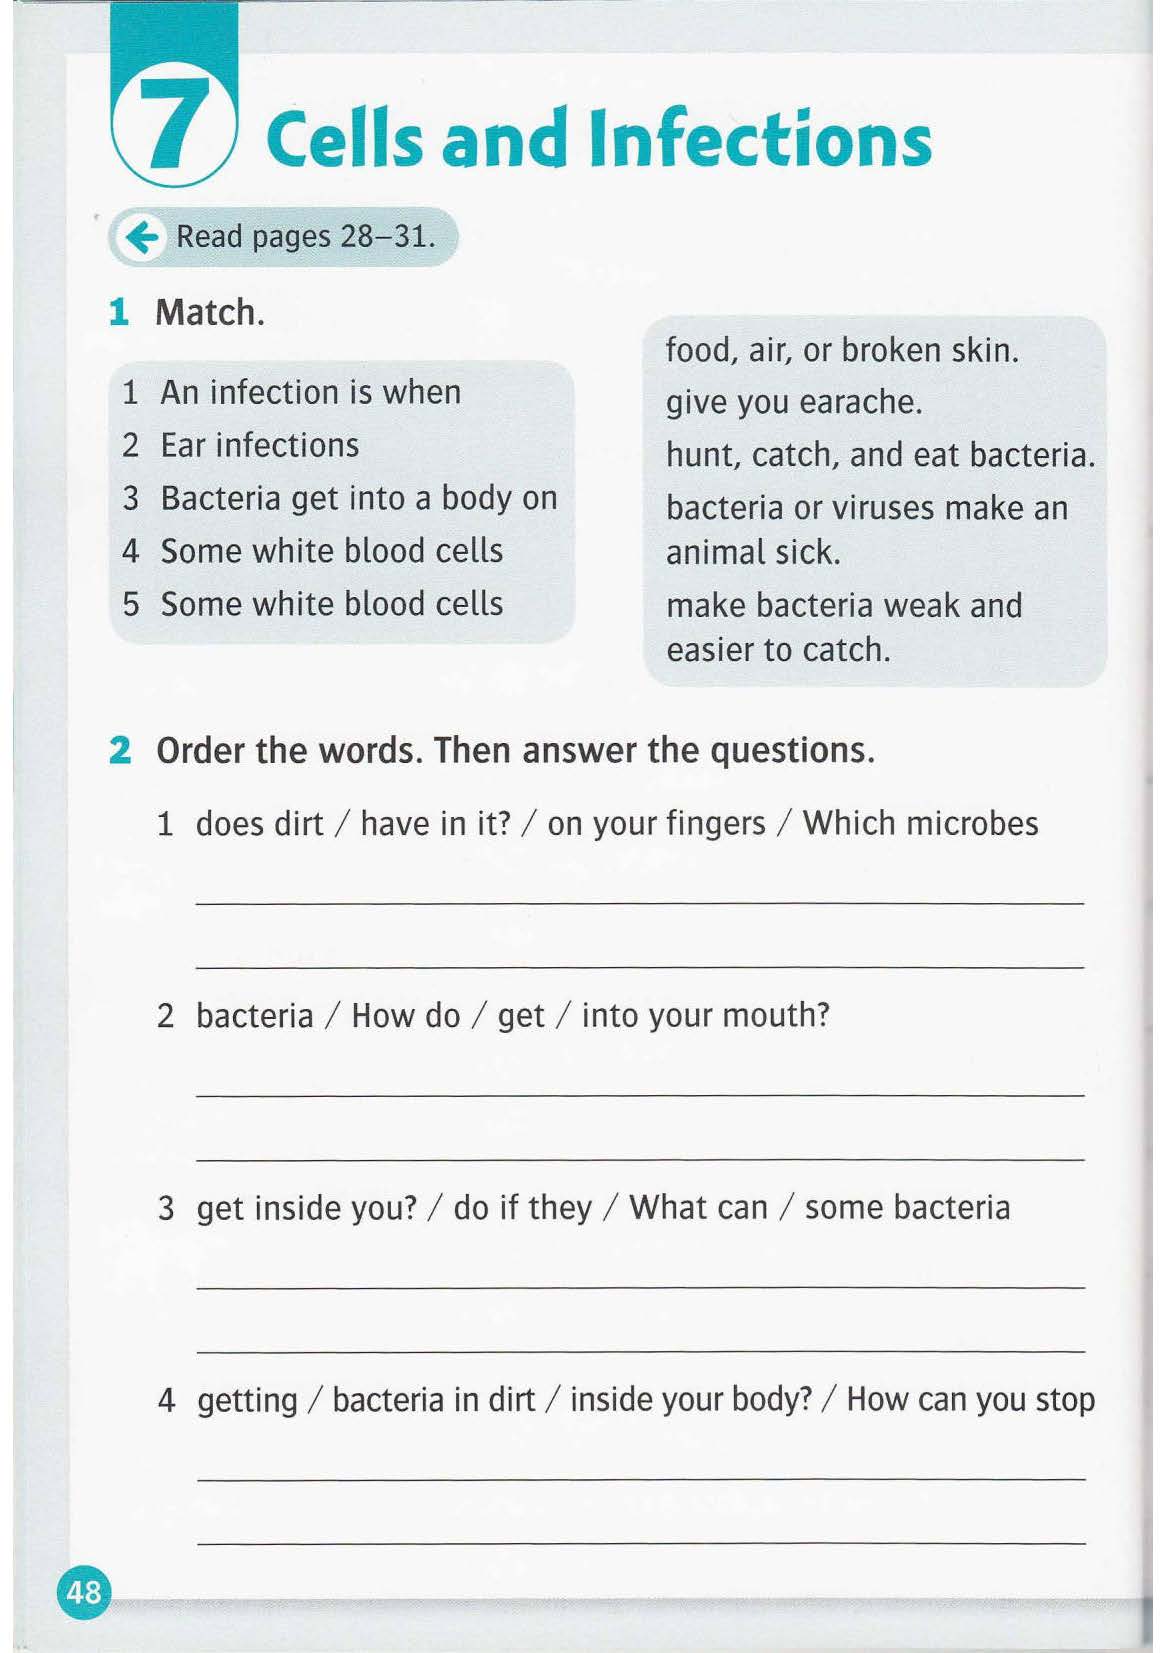 7
Cells and Infections
Read pages 28–31.
1 Match.
1 An infection is when
2 Ear infections
3 Bacteria get into a body on
4 Some white blood cells
5 Some white blood cells
food, air, or broken skin.
give you earache.
hunt, catch, and eat bacteria.
bacteria or viruses make an
animal sick.
make bacteria weak and
easier to catch.
2 Order the words. Then answer the questions.
1 does dirt / have in it? / on your fingers / Which microbes
2 bacteria / How do / get / into your mouth?
3 get inside you? / do if they / What can / some bacteria
4 getting / bacteria in dirt / inside your body? / How can you stop
48